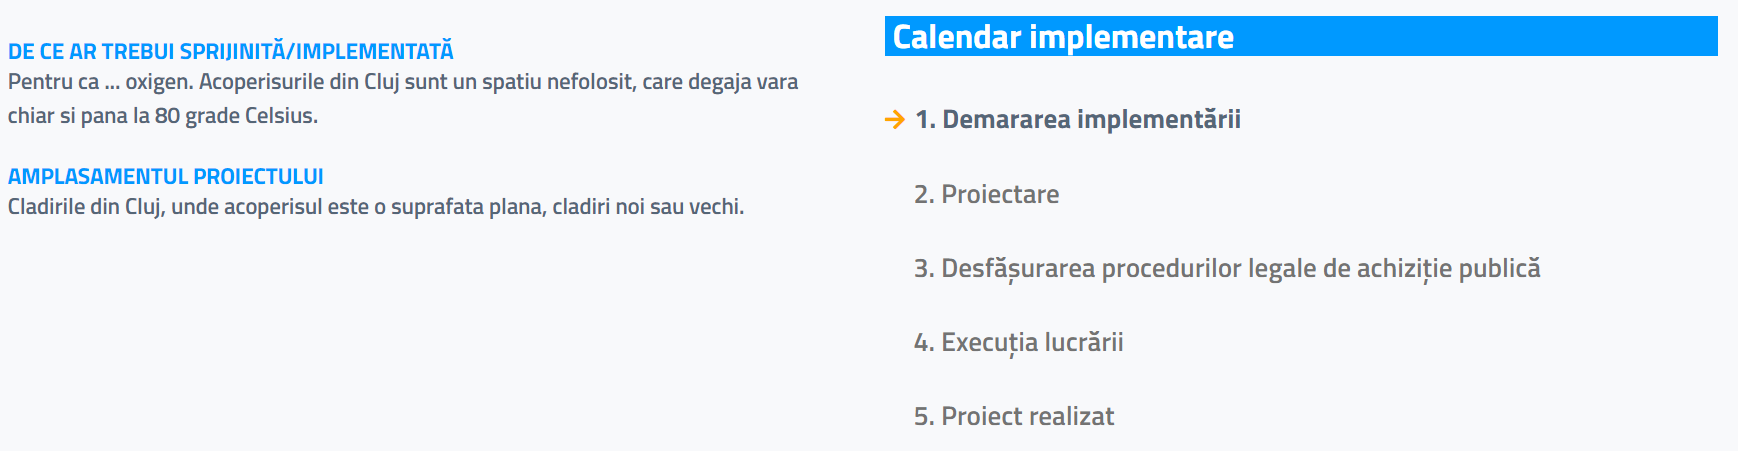 DE CE AR TREBUI SPRIJINITĂ/IMPLEMENTATĂ
Pentru ca ... oxigen. Acoperisurile din Cluj sunt un spatiu nefolosit, care degaja vara
chiar si pana la 80 grade Celsius.
AMPLASAMENTUL PROIECTULUI
Cladirile din Cluj, unde acoperisul este o suprafata plana, cladiri noi sau vechi.
Calendar implementare
→ 1. Demararea implementării
2. Proiectare
3. Desfășurarea procedurilor legale de achiziție publică
4. Execuția lucrării
5. Proiect realizat